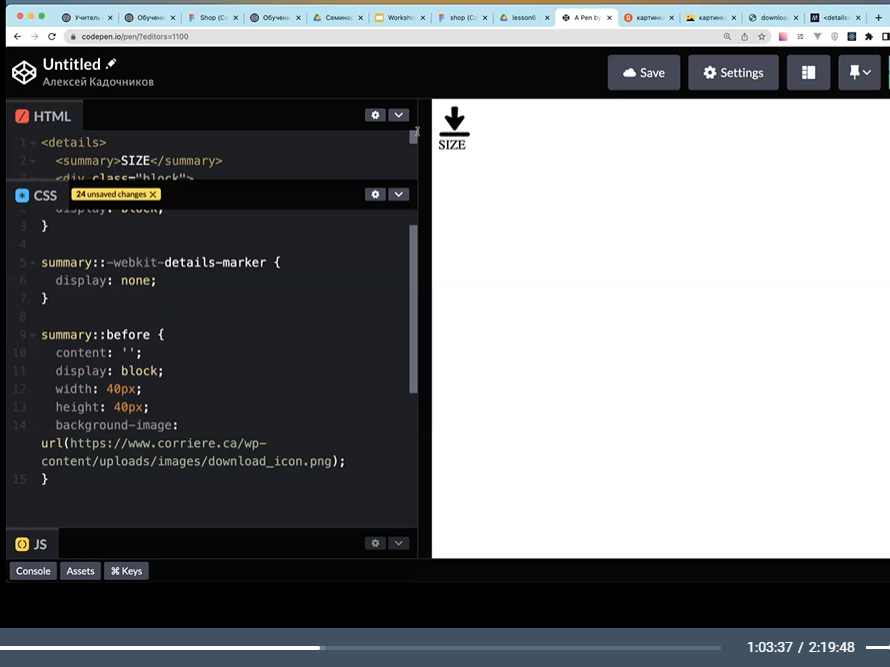 Учитель
Обучени
Shop (Co
Обучени
Семинар
Worksho
shop (Co
lesson6
A Pen by
картинк
картинк
downloa
<details>
codepen.io/pen/?editors=1100
Untitled
Алексей Кадочников
Save
Settings
HTML
1 <details>
2 <summary>SIZE</summary>
3 <div class="block">
CSS
24 unsaved changes X
2 display: block;
3 }
4
5 summary::-webkit-details-marker {
6 display: none;
7 }
8
9 summary::before {
10 content: '';
11 display: block;
12 width: 40px;
13 height: 40px;
14 background-image:
url(https://www.corriere.ca/wp-
content/uploads/images/download_icon.png);
15 }
SIZE
JS
Console
Assets
⌘ Keys
1:03:37 / 2:19:48